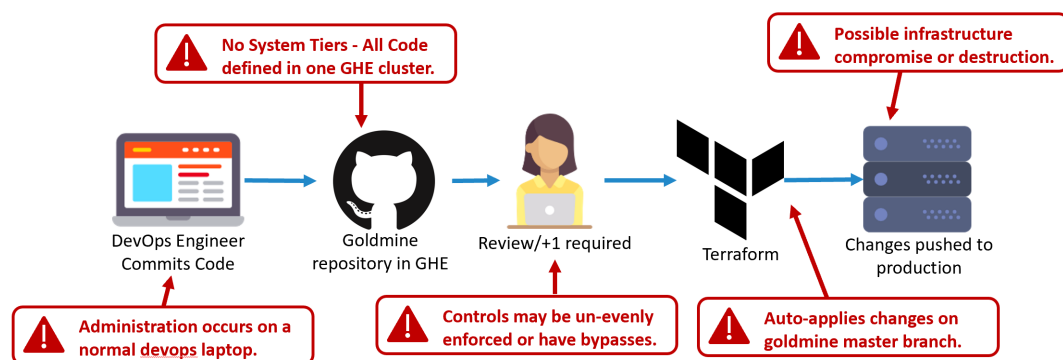 No System Tiers - All Code
defined in one GHE cluster.
Possible infrastructure
compromise or destruction.
DevOps Engineer
Commits Code
Goldmine
repository in GHE
Review/+1 required
Terraform
Changes pushed to
production
Administration occurs on a
normal devops laptop.
Controls may be un-evenly
enforced or have bypasses.
Auto-applies changes on
goldmine master branch.